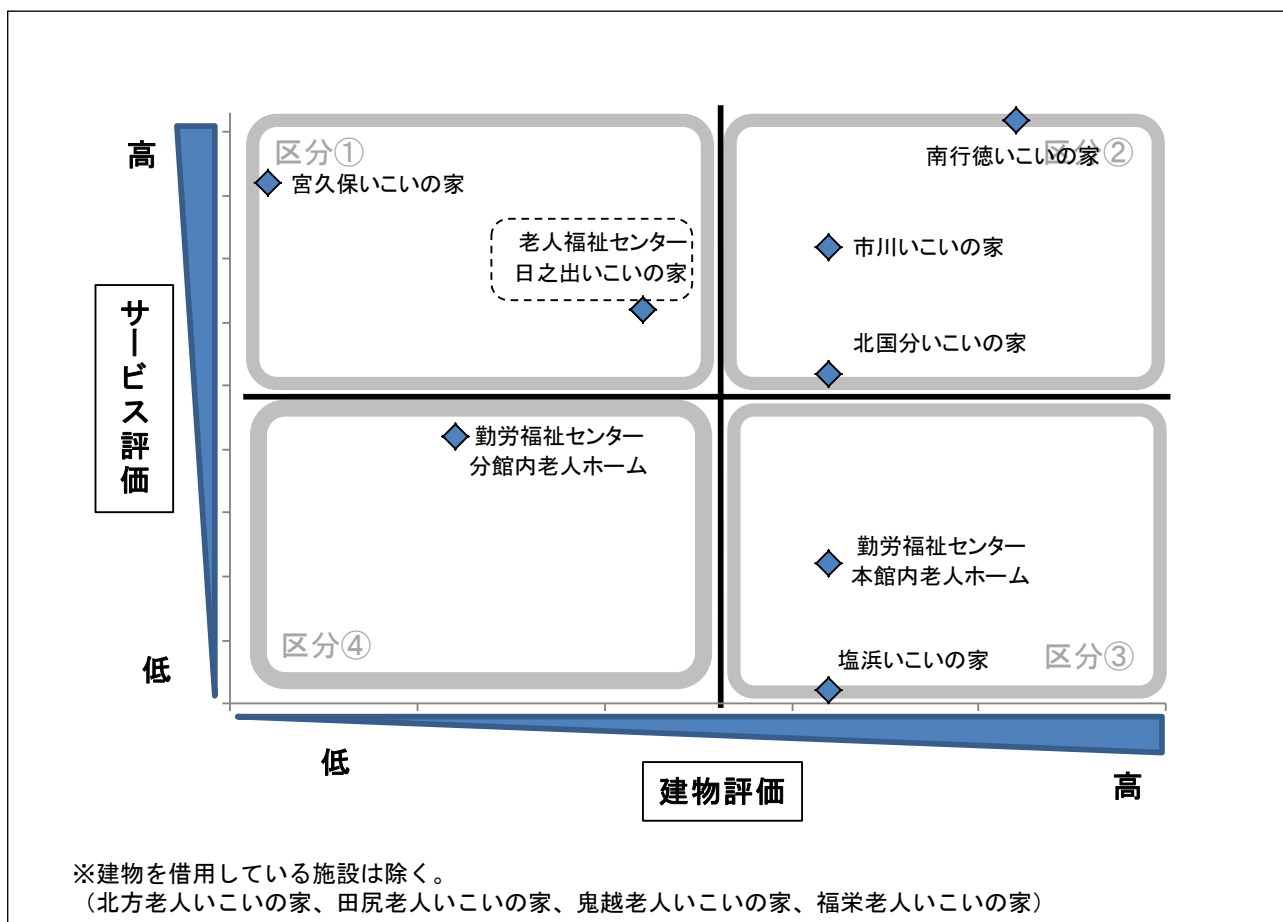 高
区分①
宮久保いこいの家
老人福祉センター
日之出いこいの家
南行徳いこいの家
区分②
市川いこいの家
北国分いこいの家
サービス評価
勤労福祉センター
分館内老人ホーム
区分④
勤労福祉センター
本館内老人ホーム
塩浜いこいの家
区分③
低
低
建物評価
高
※建物を借用している施設は除く。
（北方老人いこいの家、田尻老人いこいの家、鬼越老人いこいの家、福栄老人いこいの家）